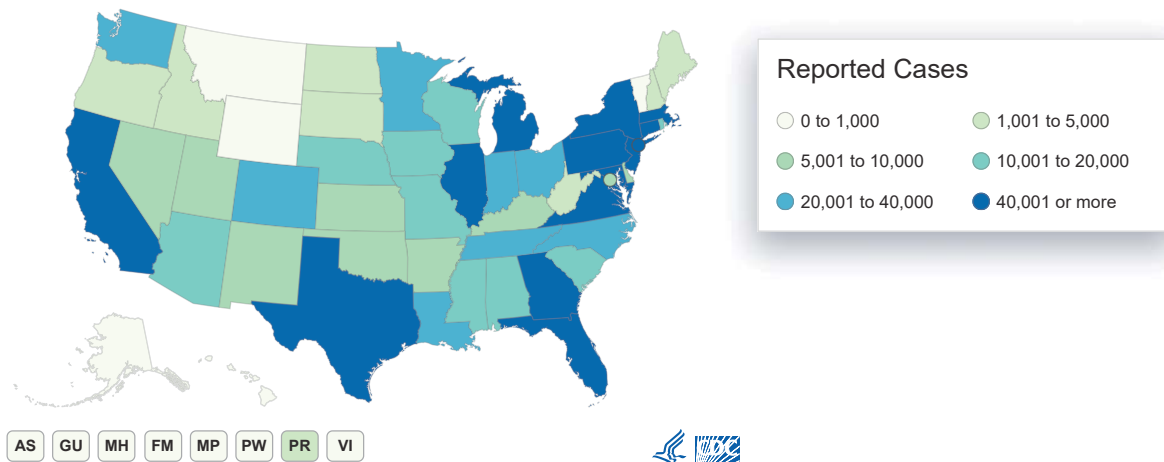 Reported Cases
0 to 1,000
1,001 to 5,000
5,001 to 10,000
10,001 to 20,000
20,001 to 40,000
40,001 or more
AS GU MH FM MP PW PR VI
CDC